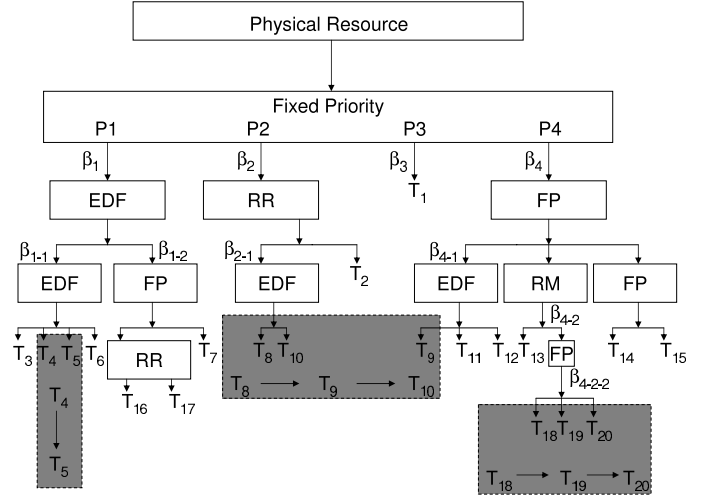 Physical Resource
Fixed Priority
P1 P2 P3 P4
β1 β2 β3 β4
T1
EDF RR FP
β1-1 β1-2 β2-1 T2 β4-1
EDF FP EDF EDF RM FP
β4-2
T3 T4 T5 T6 T7 T8 T10 T9 T11 T12 T13 FP T14 T15
RR
β4-2-2
T4 T8 T9 T10
T16 T17
T18 T19 T20
T5
T18 T19 T20